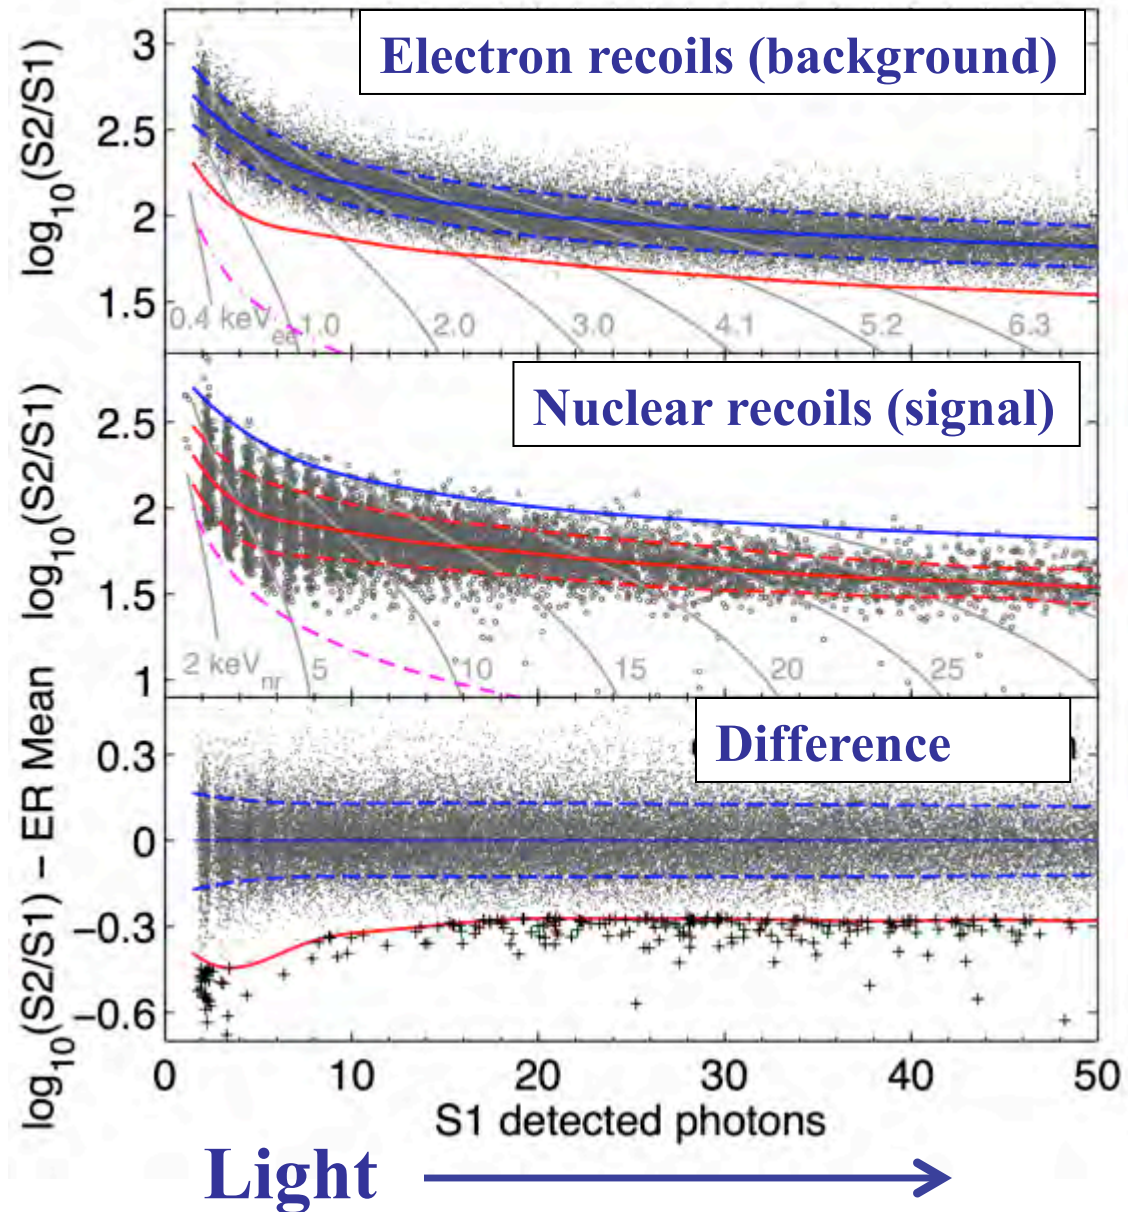 Electron recoils (background)
log10(S2/S1)
3
2.5
2
1.5
0.4 keVee
1.0
2.0
3.0
4.1
5.2
6.3
Nuclear recoils (signal)
log10(S2/S1)
2.5
2
1.5
1
2 keVnr
5
10
15
20
25
Difference
log10(S2/S1) − ER Mean
0.3
0
−0.3
−0.6
0 10 20 30 40 50
S1 detected photons
Light